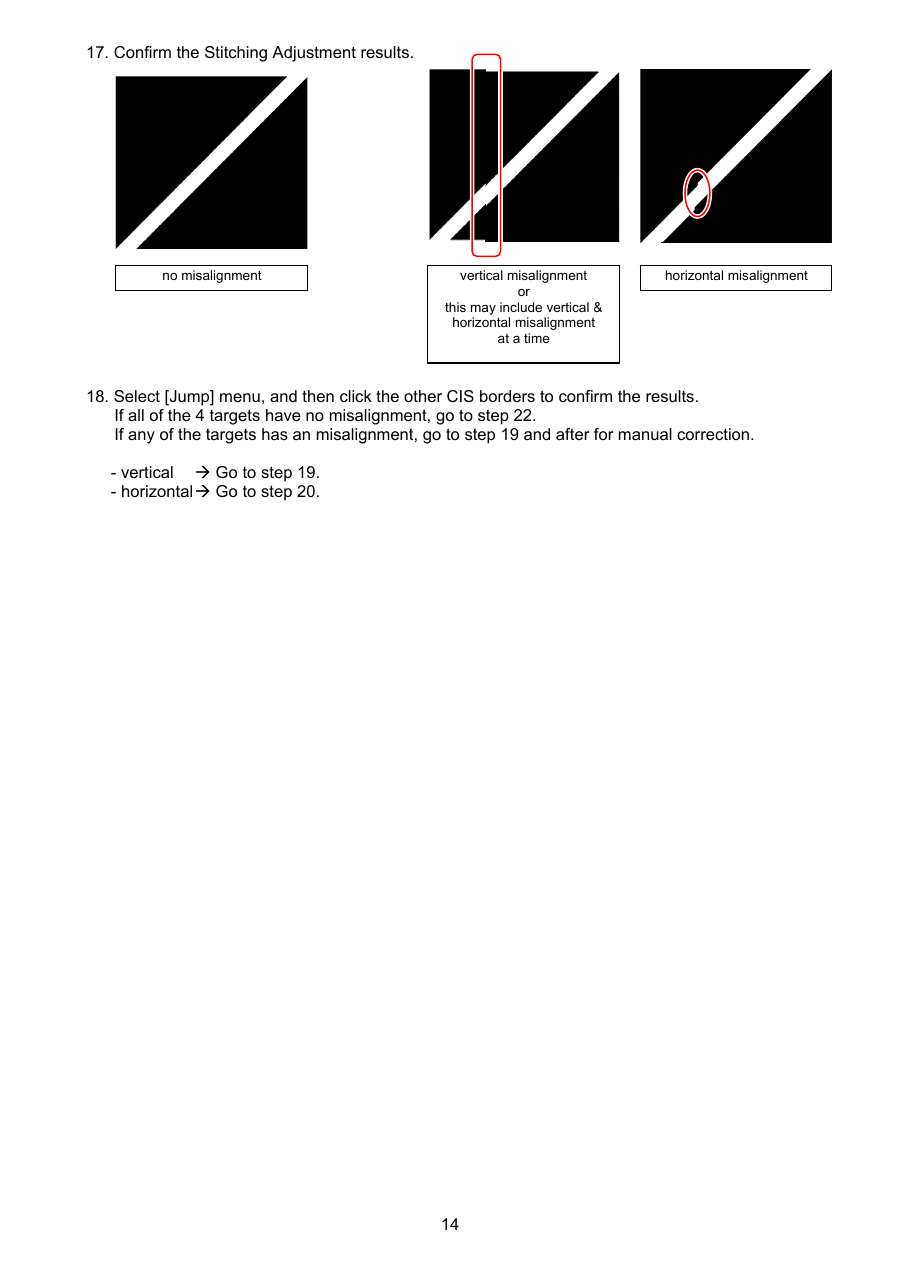 17. Confirm the Stitching Adjustment results.
no misalignment
vertical misalignment
or
this may include vertical &
horizontal misalignment
at a time
horizontal misalignment
18. Select [Jump] menu, and then click the other CIS borders to confirm the results.
If all of the 4 targets have no misalignment, go to step 22.
If any of the targets has an misalignment, go to step 19 and after for manual correction.
- vertical → Go to step 19.
- horizontal → Go to step 20.
14